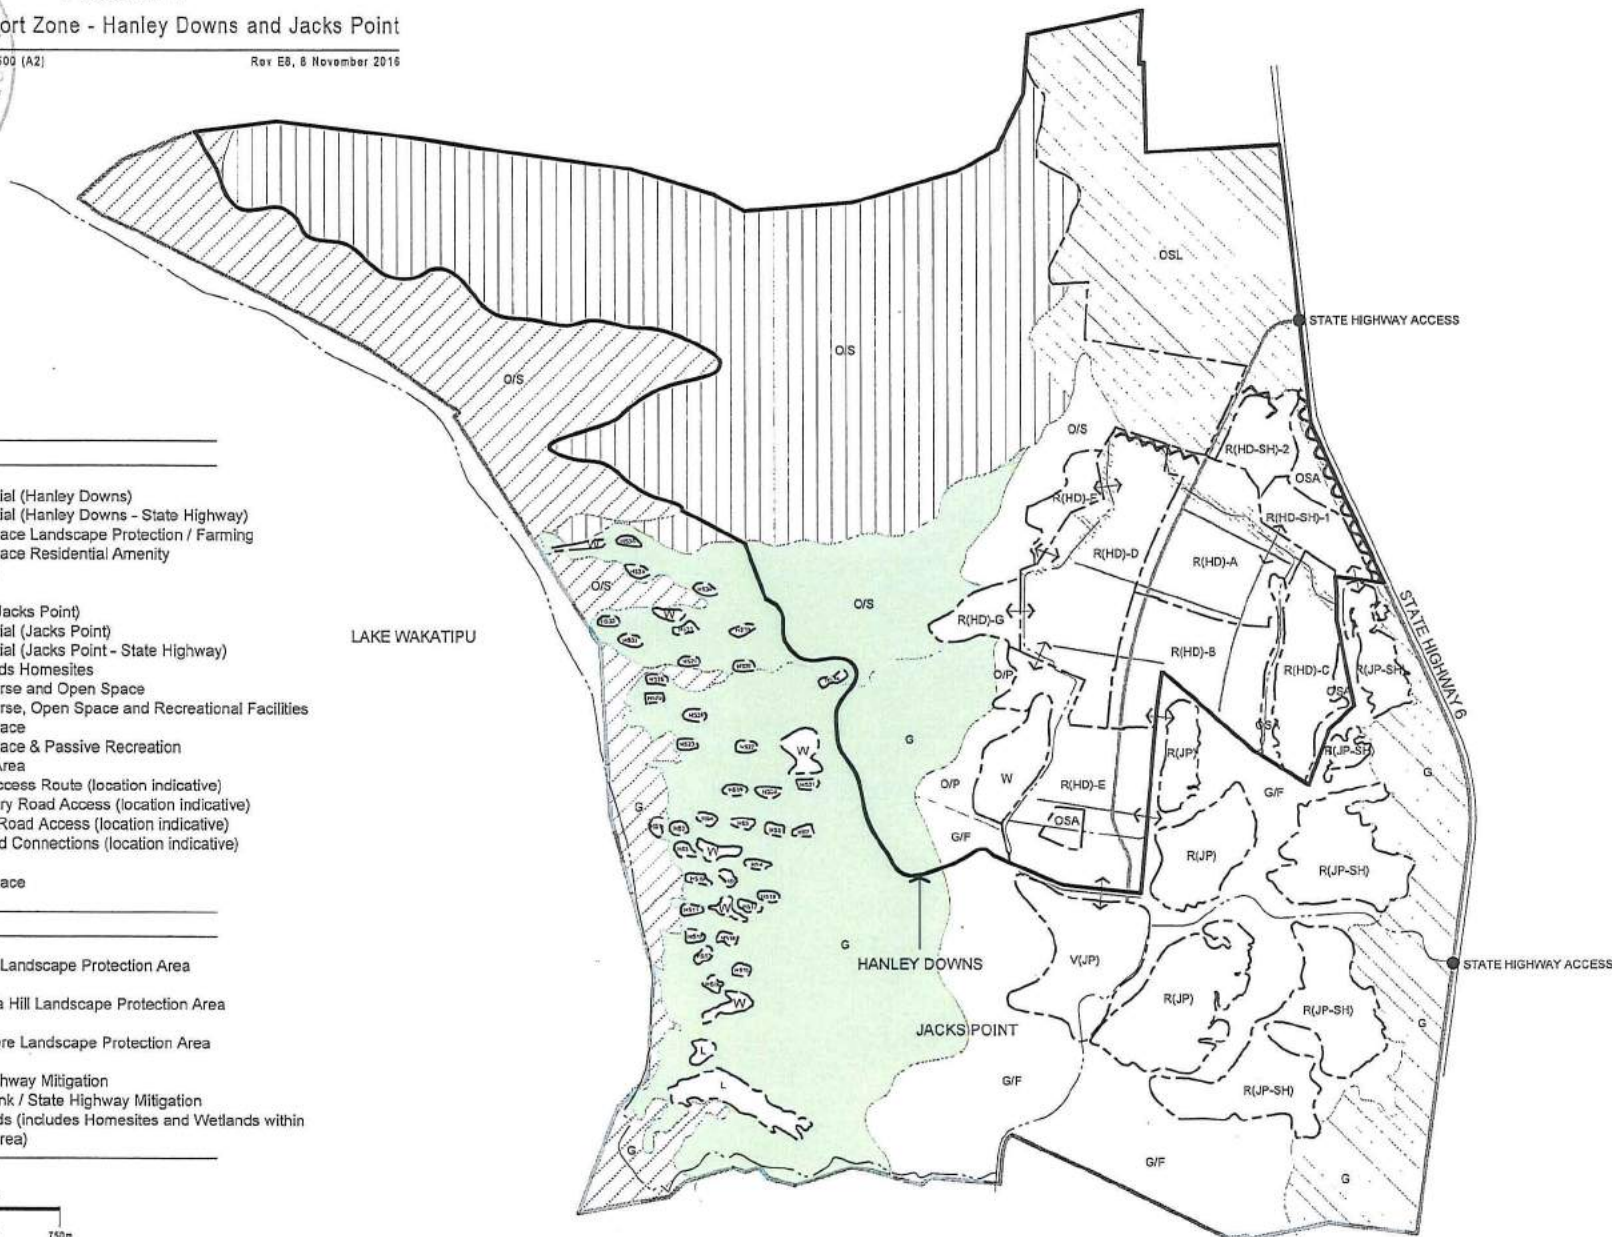 ort Zone - Hanley Downs and Jacks Point
500 (A2) Rev E8, 8 November 2016
ial (Hanley Downs)
ial (Hanley Downs - State Highway)
ace Landscape Protection / Farming
ace Residential Amenity
Jacks Point)
ial (Jacks Point)
ial (Jacks Point - State Highway)
ds Homesites
rse and Open Space
rse, Open Space and Recreational Facilities
ace
ace & Passive Recreation
Area
ccess Route (location indicative)
ry Road Access (location indicative)
Road Access (location indicative)
d Connections (location indicative)
ace
Landscape Protection Area
a Hill Landscape Protection Area
ere Landscape Protection Area
hway Mitigation
nk / State Highway Mitigation
ds (includes Homesites and Wetlands within
rea)
750m
OSL
STATE HIGHWAY ACCESS
O/S
O/S
O/S
R(HD-SH)-2
OSA
R(HD)-F
R(HD-SH)-1
R(HD)-D
R(HD)-A
W
O/S
O/S
W
R(HD)-G
STATE HIGHWAY 6
LAKE WAKATIPU
R(HD)-B
R(HD)-C
R(JP-SH)
O/P
OSA
OSA
G
W
R(JP)
R(JP-SH)
G
O/P
W
R(HD)-E
G/F
G
OSA
G/F
W
R(JP)
R(JP-SH)
W
G
HANLEY DOWNS
V(JP)
STATE HIGHWAY ACCESS
W
R(JP)
R(JP-SH)
G
JACKS POINT
L
G/F
L
R(JP-SH)
G
G/F
G